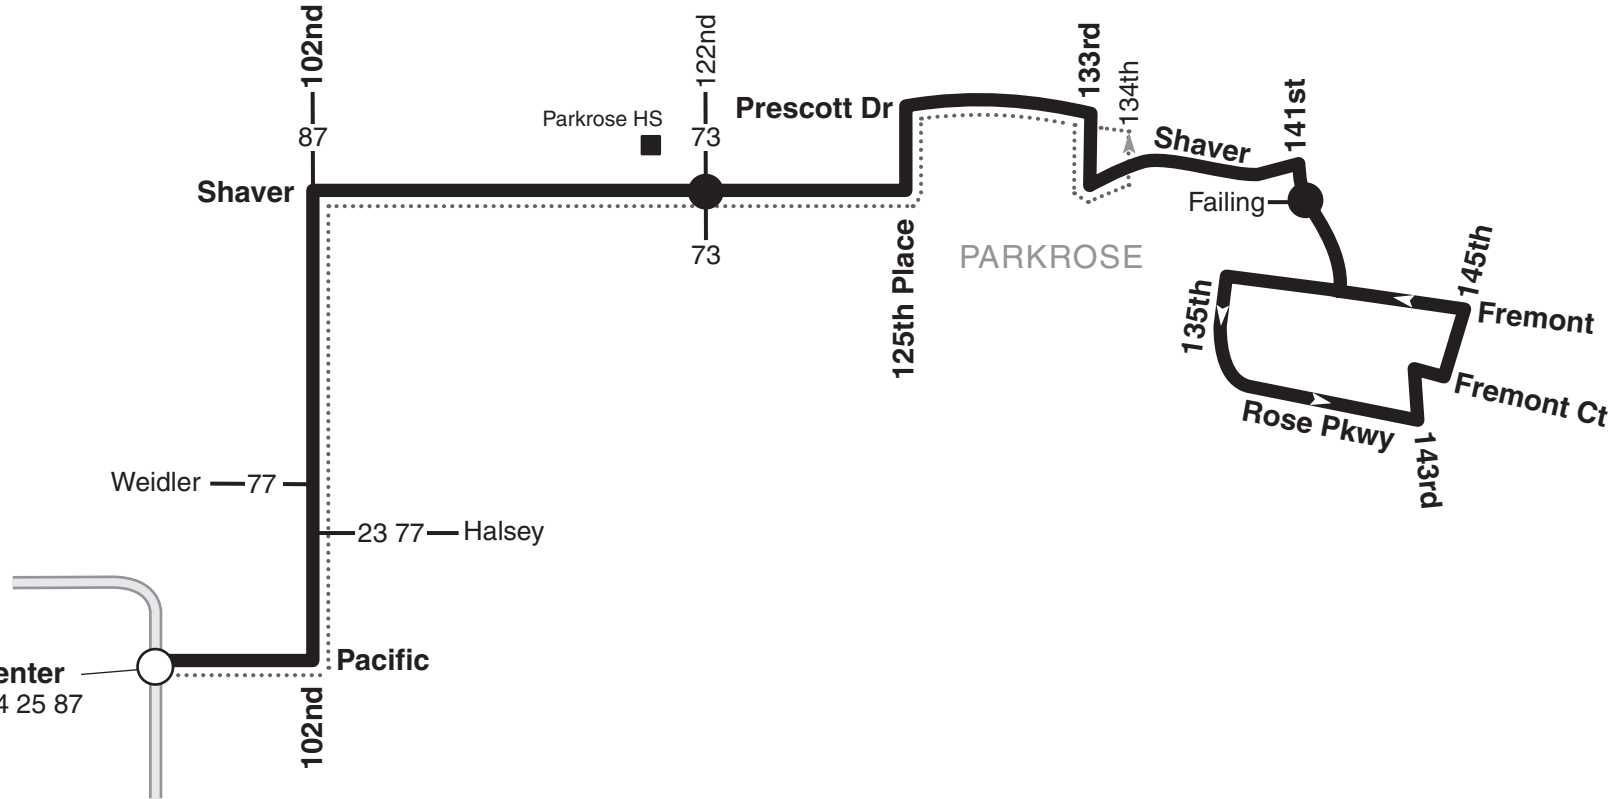 102nd
122nd
133rd
134th
141st
Parkrose HS
Prescott Dr
87
73
Shaver
Shaver
Failing
73
125th Place
PARKROSE
145th
135th
Fremont
Fremont Ct
Rose Pkwy
143rd
Weidler
77
23 77
Halsey
Pacific
enter
4 25 87
102nd